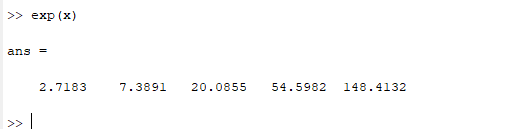 >> exp(x)
ans =
2.7183 7.3891 20.0855 54.5982 148.4132
>>